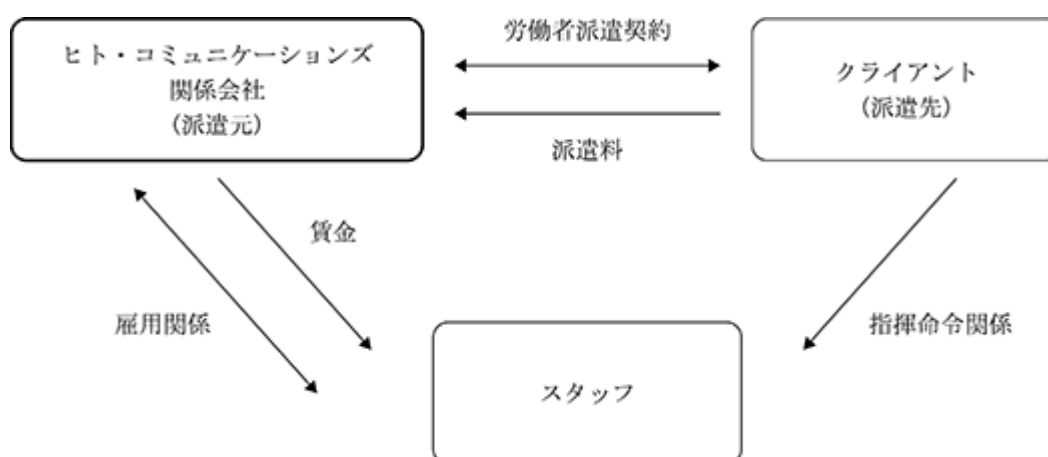 ヒト・コミュニケーションズ
関係会社
(派遣元)
労働者派遣契約
派遣料
クライアント
(派遣先)
賃金
雇用関係
指揮命令関係
スタッフ